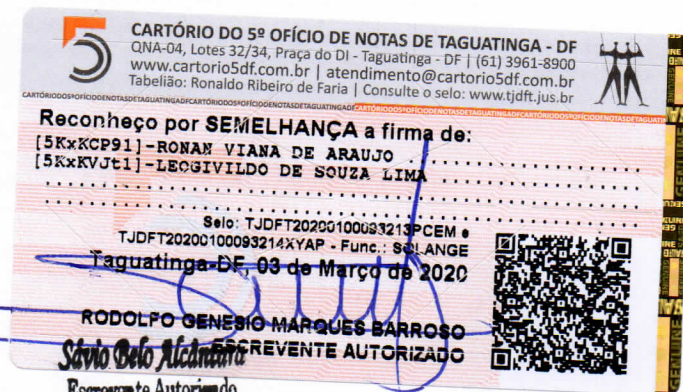 CARTÓRIO DO 5º OFÍCIO DE NOTAS DE TAGUATINGA - DF
QNA-04, Lotes 32/34, Praça do DI - Taguatinga - DF | (61) 3961-8900
www.cartorio5df.com.br | atendimento@cartorio5df.com.br
Tabelião: Ronaldo Ribeiro de Faria | Consulte o selo: www.tjdft.jus.br
CARTÓRIODO5ºOFÍCIODENOTASDETAGUATINGADFCARTÓRIODO5ºOFÍCIODENOTASDETAGUATINGADFCARTÓRIODO5ºOFÍCIODENOTASDETAGUATINGADFCARTÓRIODO5ºOFÍCIODENOTASDETAGUATIN
Reconheço por SEMELHANÇA a firma de:
[5KxKCP91]-RONAN VIANA DE ARAUJO
[5KxKVJt1]-LEOGIVILDO DE SOUZA LIMA
Selo: TJDFT20200100093213PCEM e
TJDFT20200100093214XYAP - Func.: SOLANGE
Taguatinga-DF, 03 de Março de 2020
RODOLFO GENESIO MARQUES BARROSO
ESCREVENTE AUTORIZADO
Sávio Belo Alcântara
Escrevente Autorizado
GENUINE